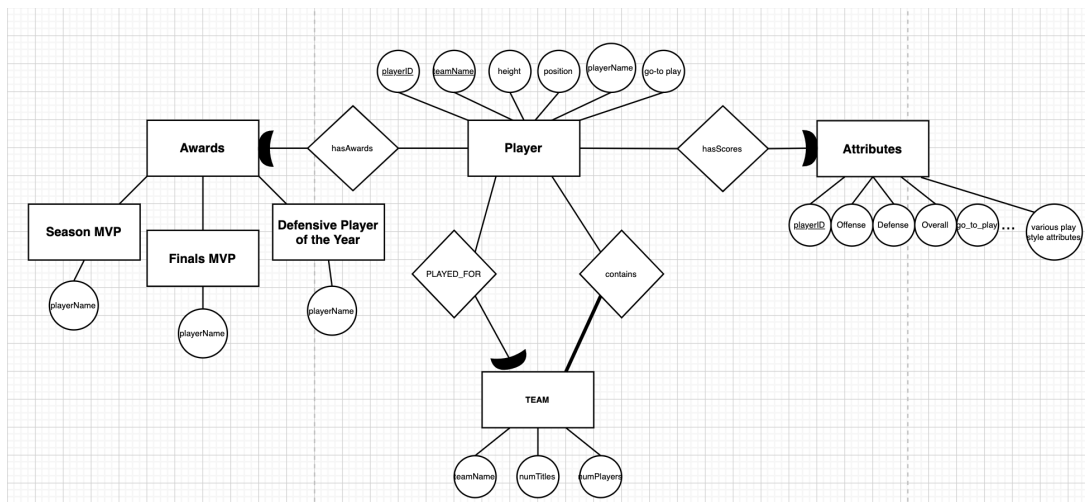 playerID
teamName
height
position
playerName
go-to play
Awards
hasAwards
Player
hasScores
Attributes
Season MVP
Finals MVP
Defensive Player
of the Year
playerName
playerName
playerName
PLAYED_FOR
contains
playerID
Offense
Defense
Overall
go_to_play
...
various play
style attributes
TEAM
teamName
numTitles
numPlayers